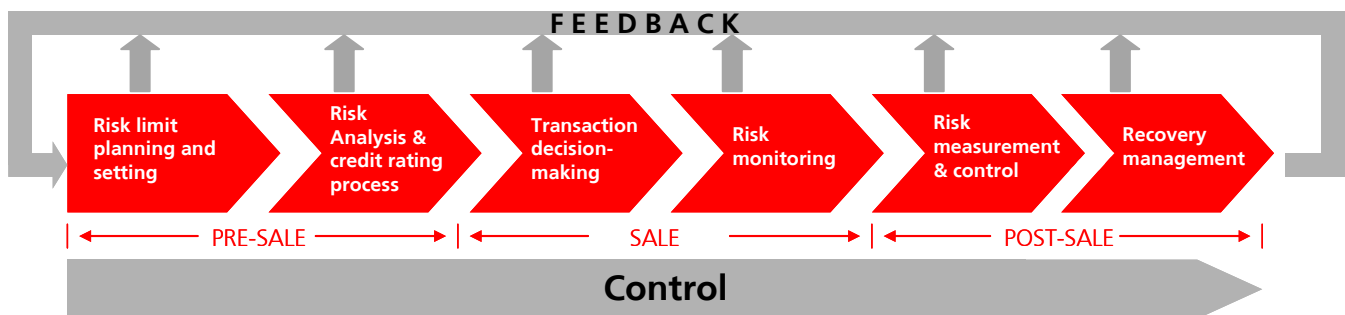 FEEDBACK
Risk limit
planning and
setting
Risk
Analysis &
credit rating
process
Transaction
decision-
making
Risk
monitoring
Risk
measurement
& control
Recovery
management
PRE-SALE
SALE
POST-SALE
Control